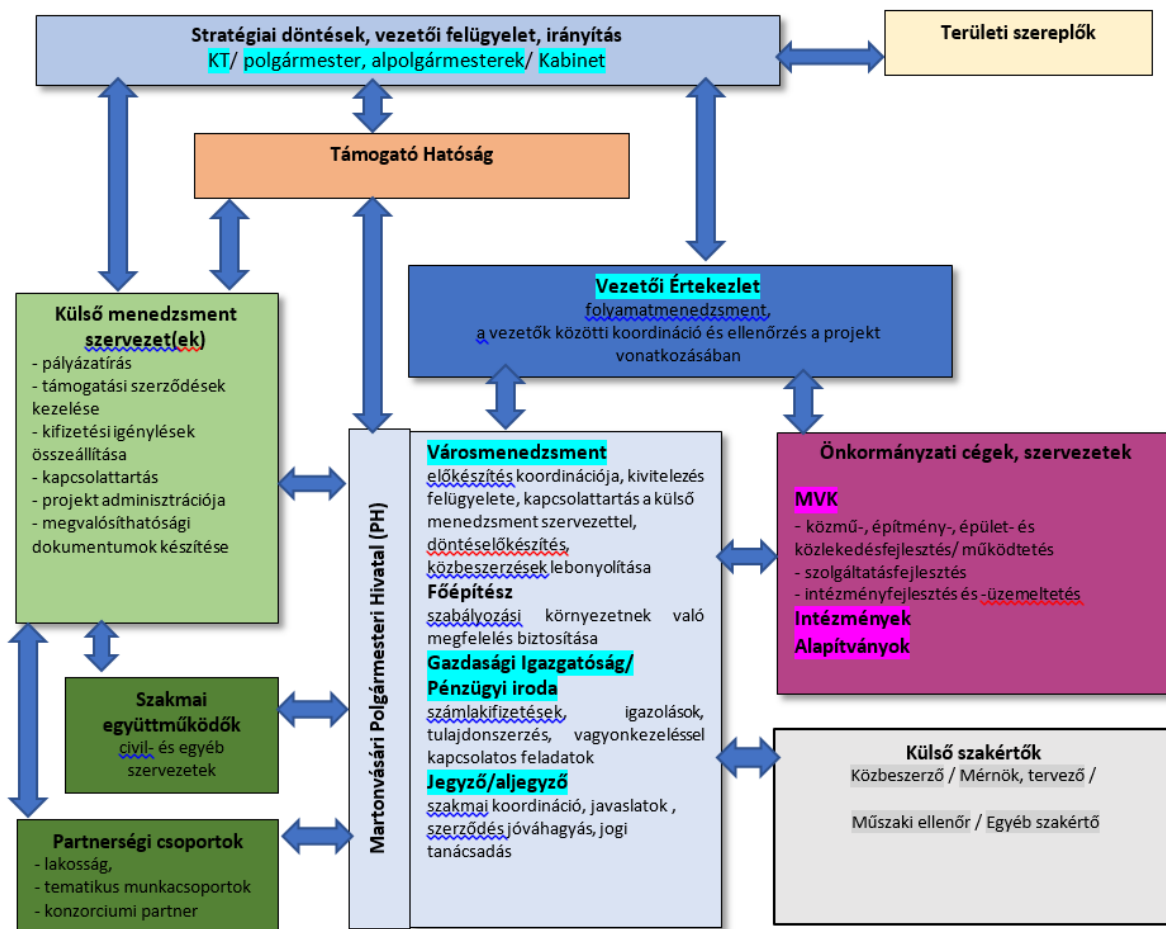 Stratégiai döntések, vezetői felügyelet, irányítás
KT/ polgármester, alpolgármesterek/ Kabinet
Területi szereplők
Támogató Hatóság
Vezetői Értekezlet
folyamatmenedzsment,
a vezetők közötti koordináció és ellenőrzés a projekt
vonatkozásában
Külső menedzsment
szervezet(ek)
- pályázatírás
- támogatási szerződések
kezelése
- kifizetési igénylések
összeállítása
- kapcsolattartás
- projekt adminisztrációja
- megvalósíthatósági
dokumentumok készítése
Martonvásári Polgármesteri Hivatal (PH)
Városmenedzsment
előkészítés koordinációja, kivitelezés
felügyelete, kapcsolattartás a külső
menedzsment szervezettel,
döntéselőkészítés,
közbeszerzések lebonyolítása
Főépítész
szabályozási környezetnek való
megfelelés biztosítása
Gazdasági Igazgatóság/
Pénzügyi iroda
számlakifizetések, igazolások,
tulajdonszerzés, vagyonkezeléssel
kapcsolatos feladatok
Jegyző/aljegyző
szakmai koordináció, javaslatok ,
szerződés jóváhagyás, jogi
tanácsadás
Önkormányzati cégek, szervezetek
MVK
- közmű-, építmény-, épület- és
közlekedésfejlesztés/ működtetés
- szolgáltatásfejlesztés
- intézményfejlesztés és -üzemeltetés
Intézmények
Alapítványok
Szakmai
együttműködők
civil- és egyéb
szervezetek
Partnerségi csoportok
- lakosság,
- tematikus munkacsoportok
- konzorciumi partner
Külső szakértők
Közbeszerző / Mérnök, tervező /
Műszaki ellenőr / Egyéb szakértő